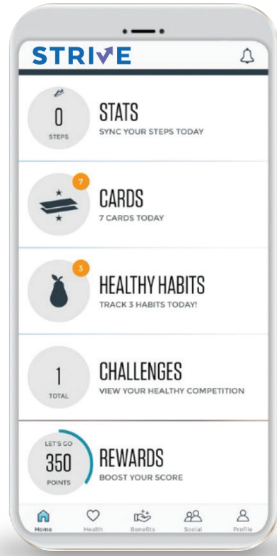 STRIVE
0
STEPS
STATS
SYNC YOUR STEPS TODAY
7
CARDS
7 CARDS TODAY
3
HEALTHY HABITS
TRACK 3 HABITS TODAY!
1
TOTAL
CHALLENGES
VIEW YOUR HEALTHY COMPETITION
LET'S GO
350
POINTS
REWARDS
BOOST YOUR SCORE
Home Health Benefits Social Profile